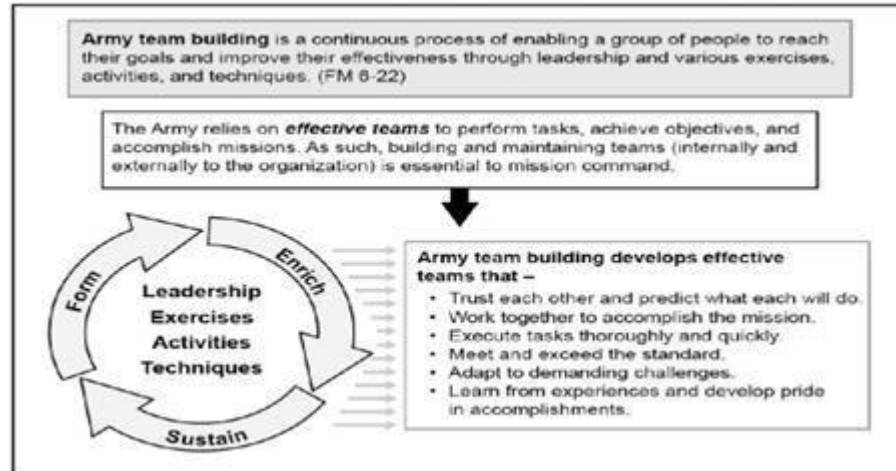 Army team building is a continuous process of enabling a group of people to reach
their goals and improve their effectiveness through leadership and various exercises,
activities, and techniques. (FM 6-22)
The Army relies on effective teams to perform tasks, achieve objectives, and
accomplish missions. As such, building and maintaining teams (internally and
externally to the organization) is essential to mission command.
Form
Enrich
Sustain
Leadership
Exercises
Activities
Techniques
Army team building develops effective
teams that –
• Trust each other and predict what each will do.
• Work together to accomplish the mission.
• Execute tasks thoroughly and quickly.
• Meet and exceed the standard.
• Adapt to demanding challenges.
• Learn from experiences and develop pride
in accomplishments.